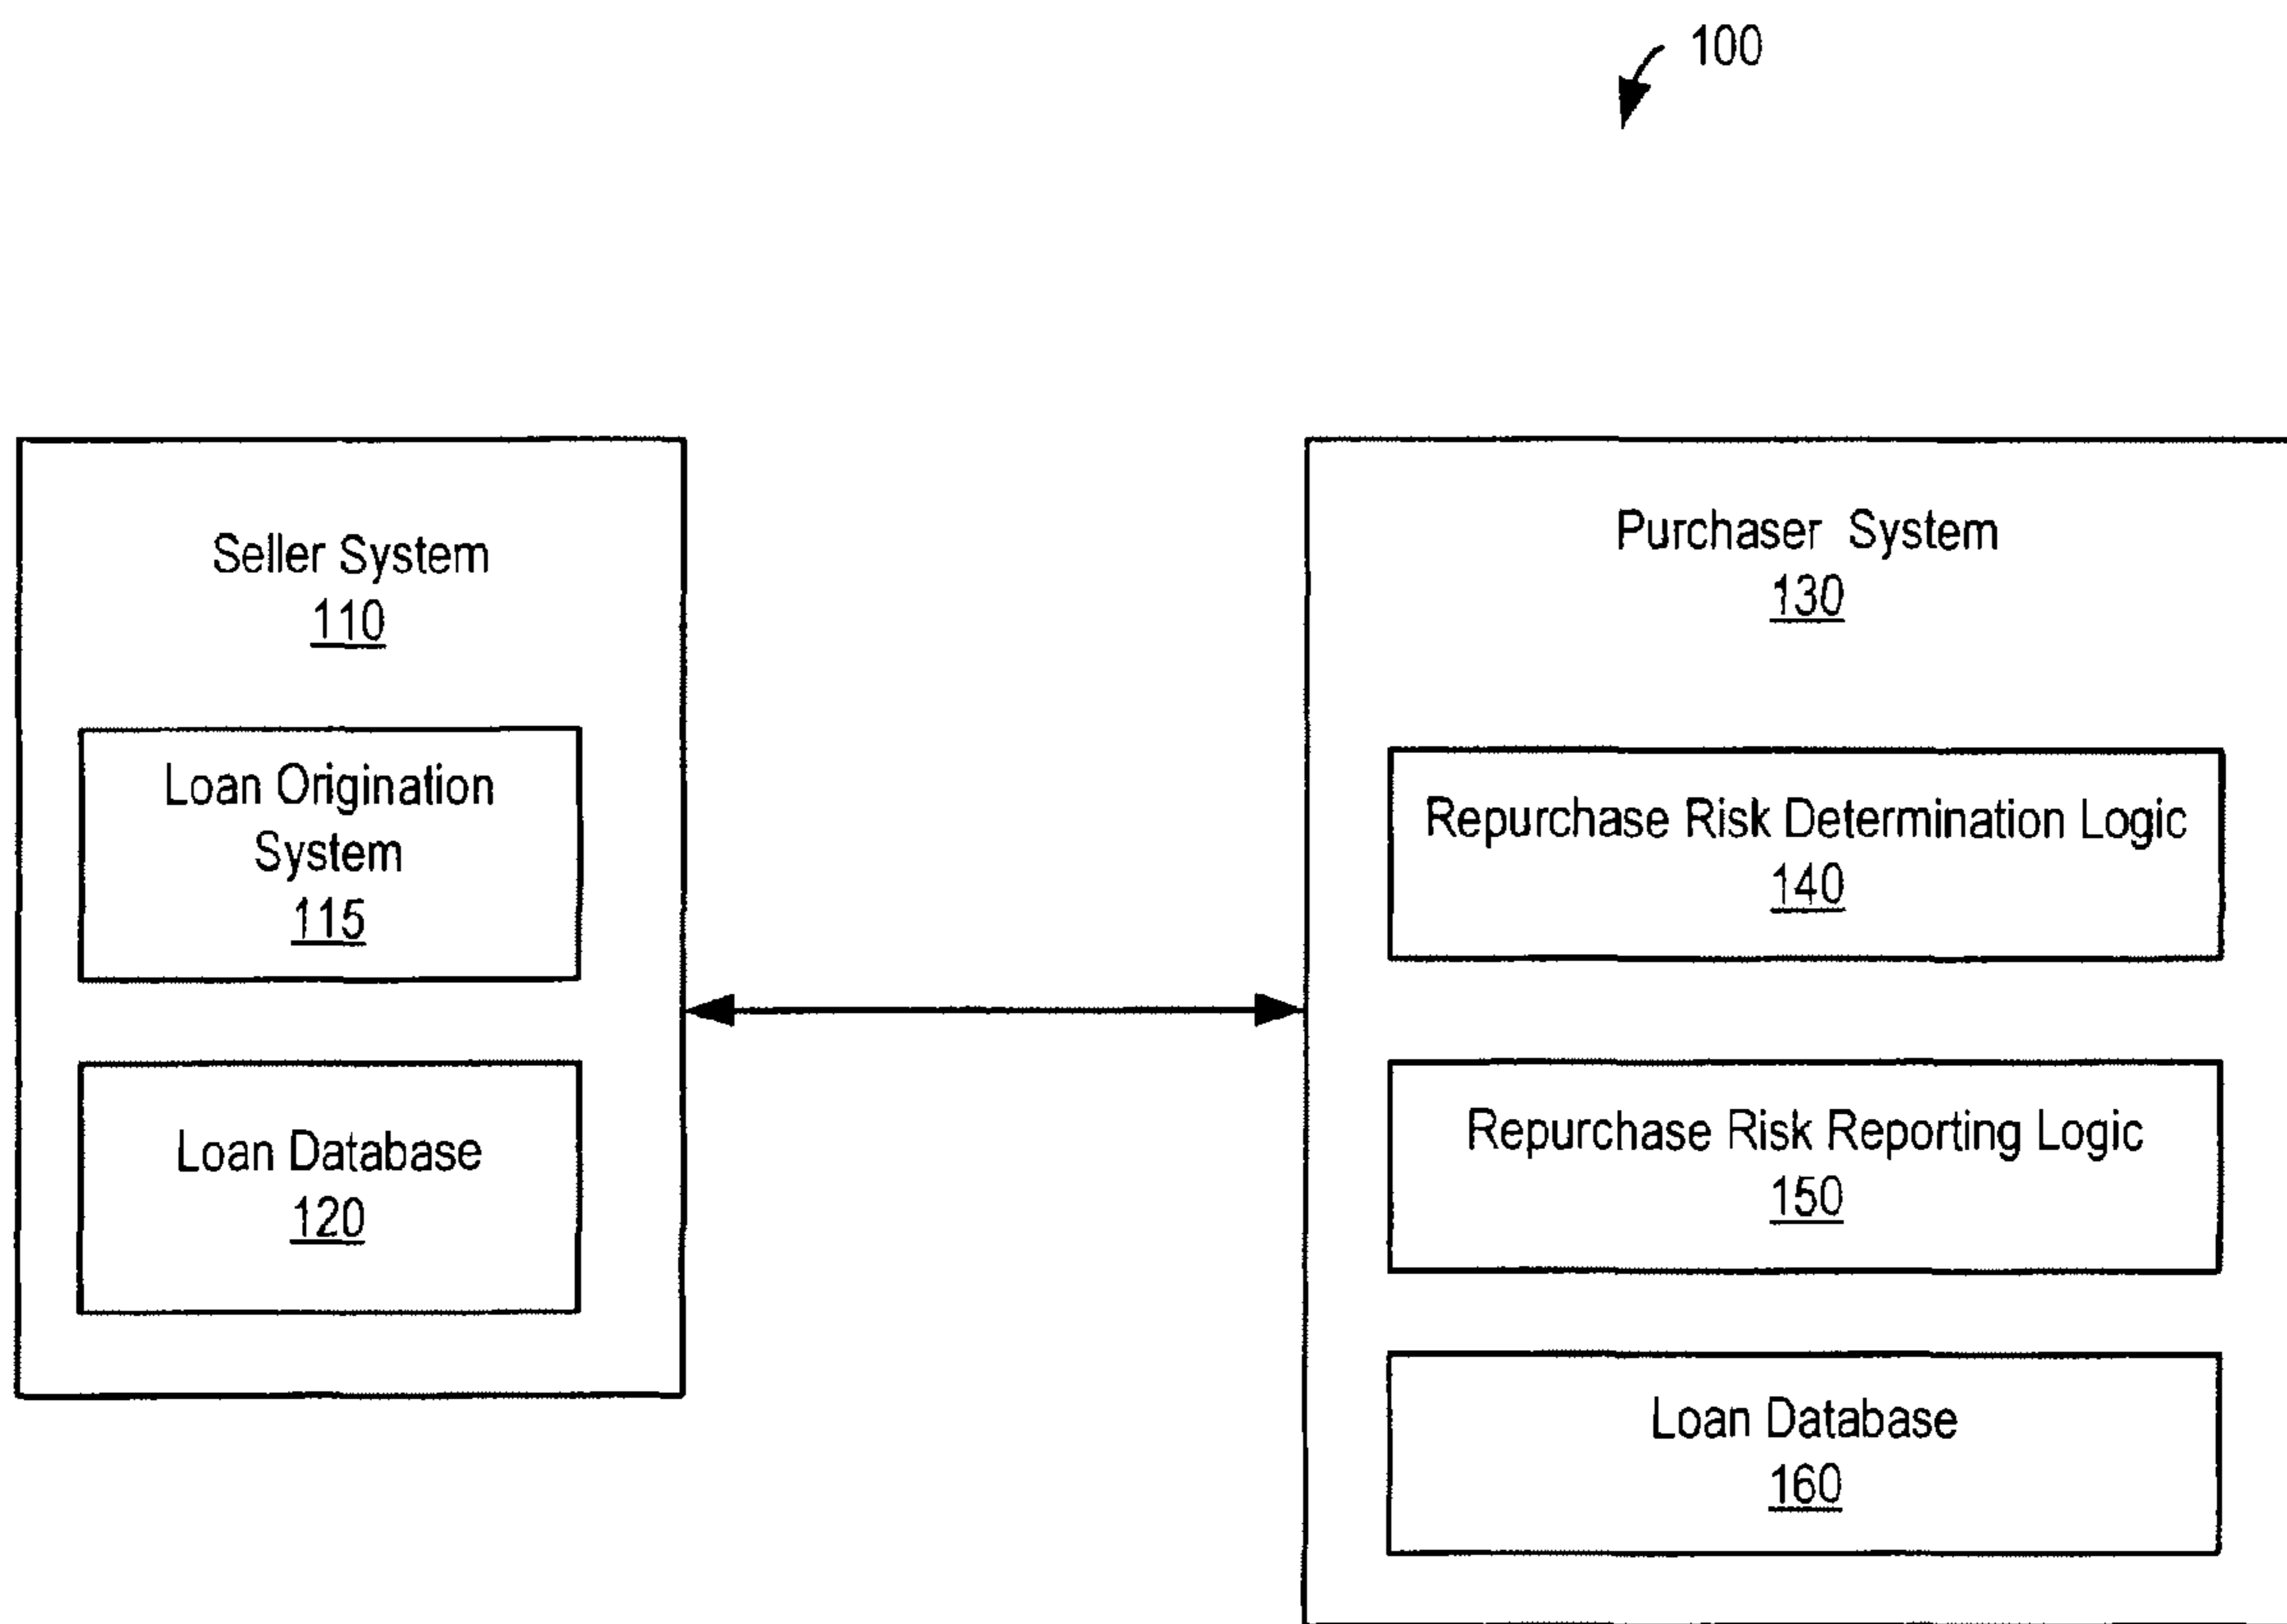 100
Seller System
110
Loan Origination
System
115
Loan Database
120
Purchaser System
130
Repurchase Risk Determination Logic
140
Repurchase Risk Reporting Logic
150
Loan Database
160